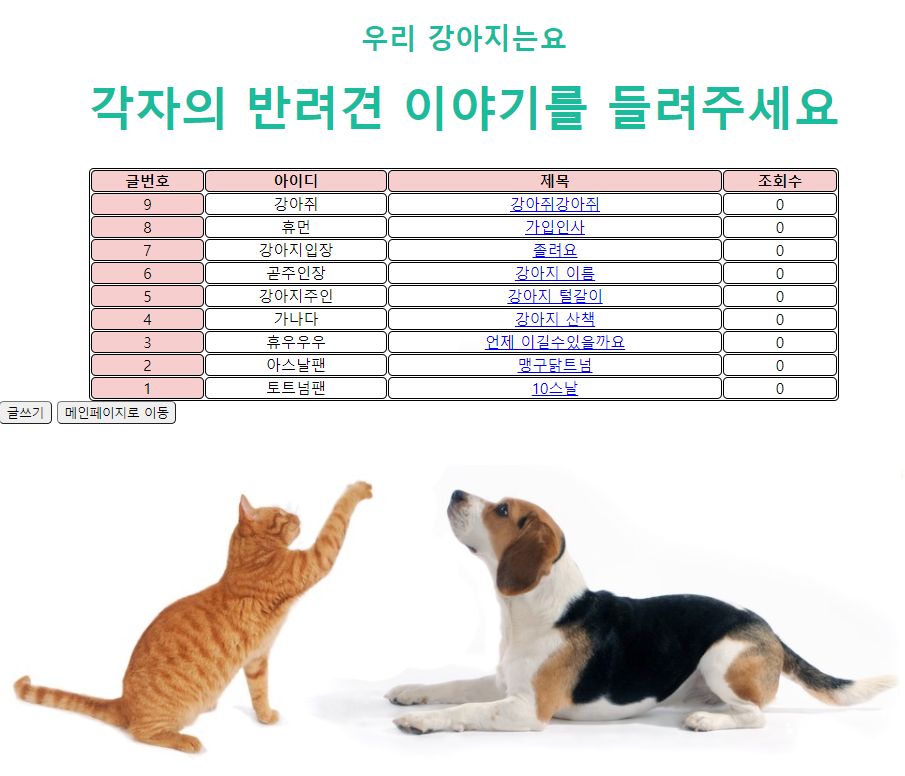 우리 강아지는요
각자의 반려견 이야기를 들려주세요
글번호 아이디 제목 조회수
9 강아쥐 강아쥐강아쥐 0
8 휴먼 가입인사 0
7 강아지입장 졸려요 0
6 곧주인장 강아지 이름 0
5 강아지주인 강아지 털갈이 0
4 가나다 강아지 산책 0
3 휴우우우 언제 이길수있을까요 0
2 아스날팬 맹구닭트넘 0
1 토트넘팬 10스날 0
글쓰기 메인페이지로 이동